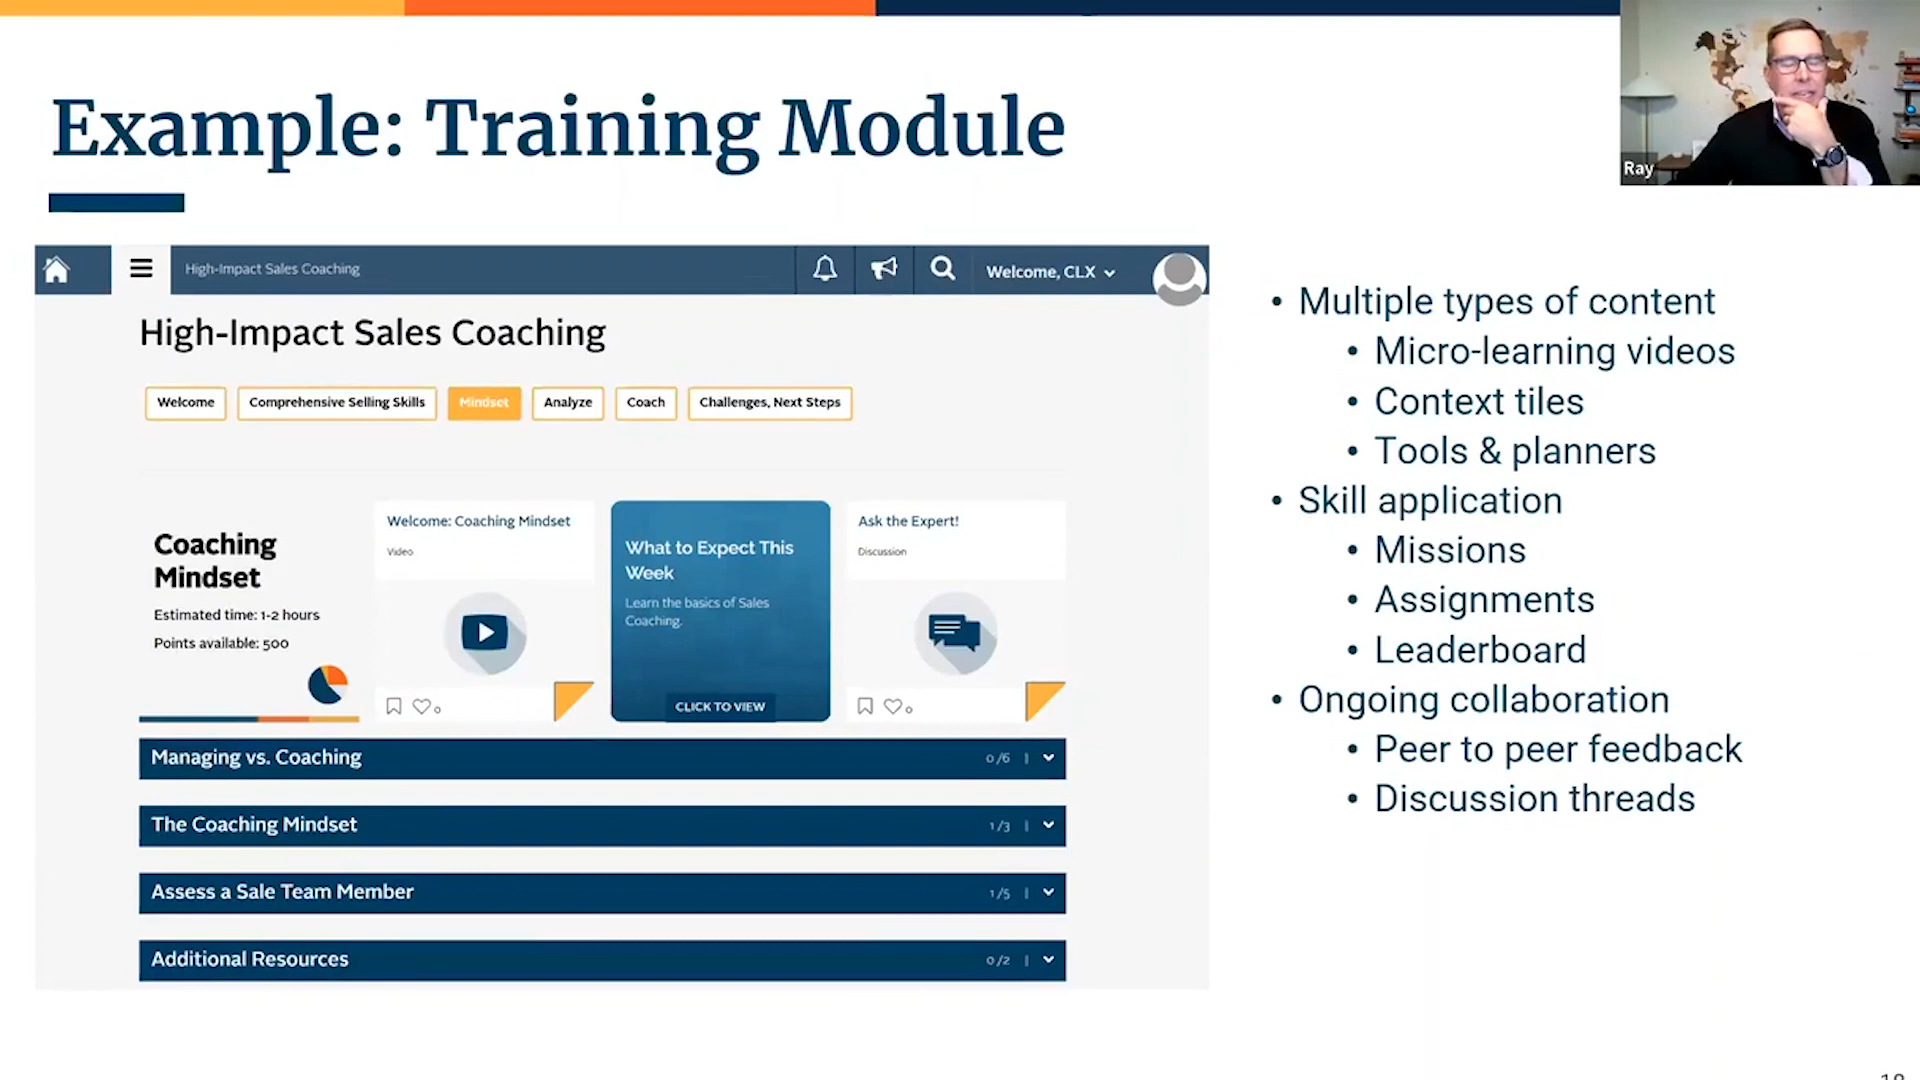 Example: Training Module
Ray
High-Impact Sales Coaching
Welcome, CLX
High-Impact Sales Coaching
Welcome
Comprehensive Selling Skills
Mindset
Analyze
Coach
Challenges, Next Steps
Coaching
Mindset
Estimated time: 1-2 hours
Points available: 500
Welcome: Coaching Mindset
Video
0
What to Expect This
Week
Learn the basics of Sales
Coaching.
CLICK TO VIEW
Ask the Expert!
Discussion
0
Managing vs. Coaching
0/6 |
The Coaching Mindset
1/3 |
Assess a Sale Team Member
1/5 |
Additional Resources
0/2 |
• Multiple types of content
• Micro-learning videos
• Context tiles
• Tools & planners
• Skill application
• Missions
• Assignments
• Leaderboard
• Ongoing collaboration
• Peer to peer feedback
• Discussion threads